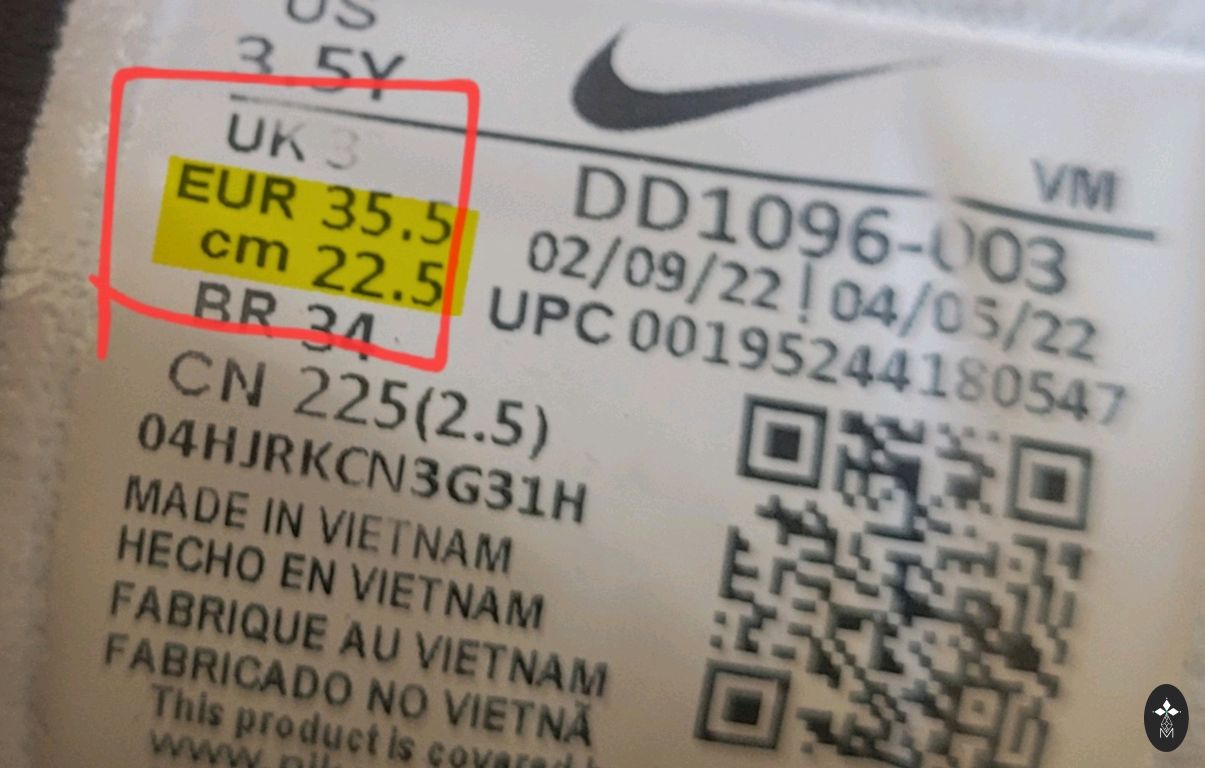 US
3.5Y
UK 3
EUR 35.5
cm 22.5
BR 34
CN 225(2.5)
04HJRKCN3G31H
MADE IN VIETNAM
HECHO EN VIETNAM
FABRIQUE AU VIETNAM
FABRICADO NO VIETNÃ
This product is covered
VM
DD1096-003
02/09/22 | 04/05/22
UPC 00195244180547
M